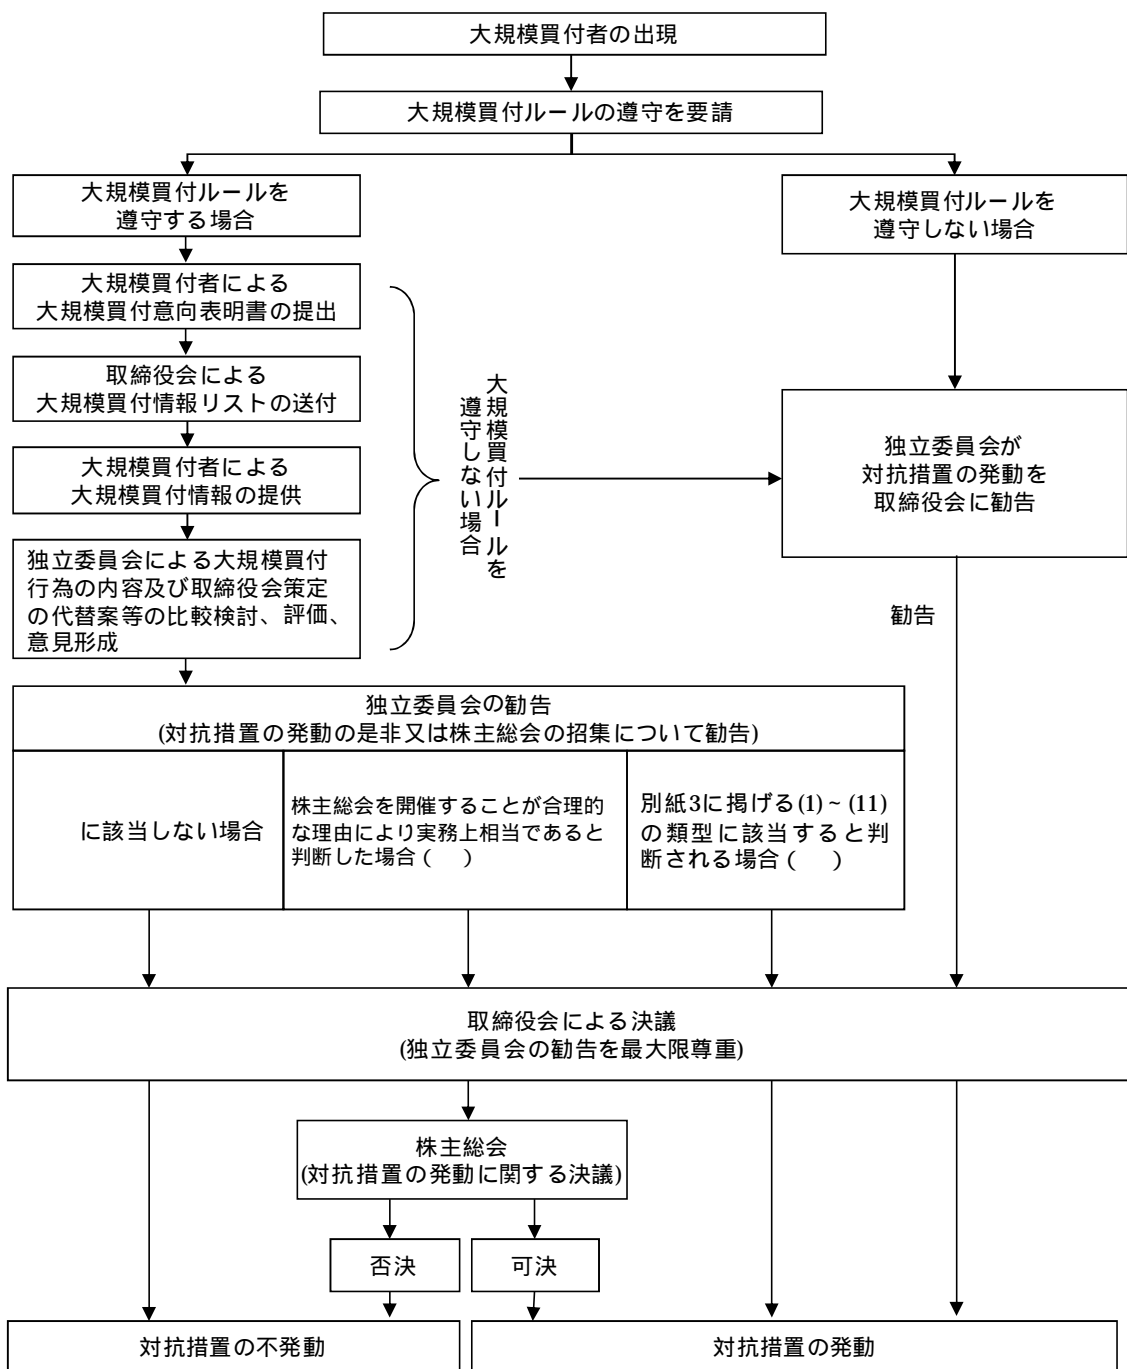 大規模買付者の出現
大規模買付ルールの遵守を要請
大規模買付ルールを
遵守する場合
大規模買付ルールを
遵守しない場合
大規模買付者による
大規模買付意向表明書の提出
取締役会による
大規模買付情報リストの送付
大規模買付者による
大規模買付情報の提供
独立委員会による大規模買付
行為の内容及び取締役会策定
の代替案等の比較検討、評価、
意見形成
大規模買付ルールを
遵守しない場合
独立委員会が
対抗措置の発動を
取締役会に勧告
勧告
独立委員会の勧告
(対抗措置の発動の是非又は株主総会の招集について勧告)
に該当しない場合
株主総会を開催することが合理的
な理由により実務上相当であると
判断した場合(　)
別紙3に掲げる(1)~(11)
の類型に該当すると判
断される場合(　)
取締役会による決議
(独立委員会の勧告を最大限尊重)
株主総会
(対抗措置の発動に関する決議)
否決
可決
対抗措置の不発動
対抗措置の発動